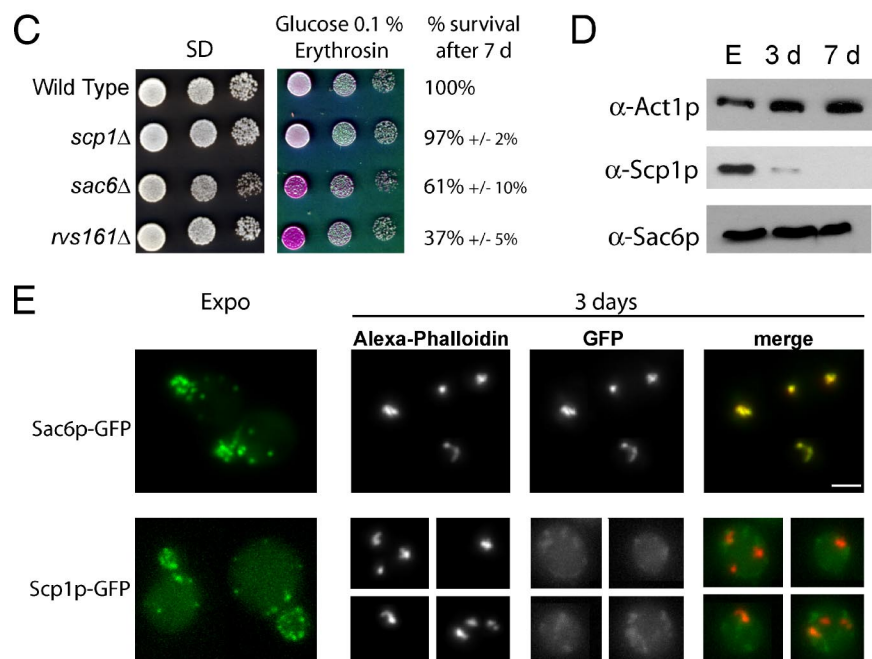 C
SD
Glucose 0.1 %
Erythrosin
% survival
after 7 d
Wild Type
100%
scp1Δ
97% +/- 2%
sac6Δ
61% +/- 10%
rvs161Δ
37% +/- 5%
D
E 3 d 7 d
α-Act1p
α-Scp1p
α-Sac6p
E
Expo
3 days
Alexa-Phalloidin
GFP
merge
Sac6p-GFP
Scp1p-GFP